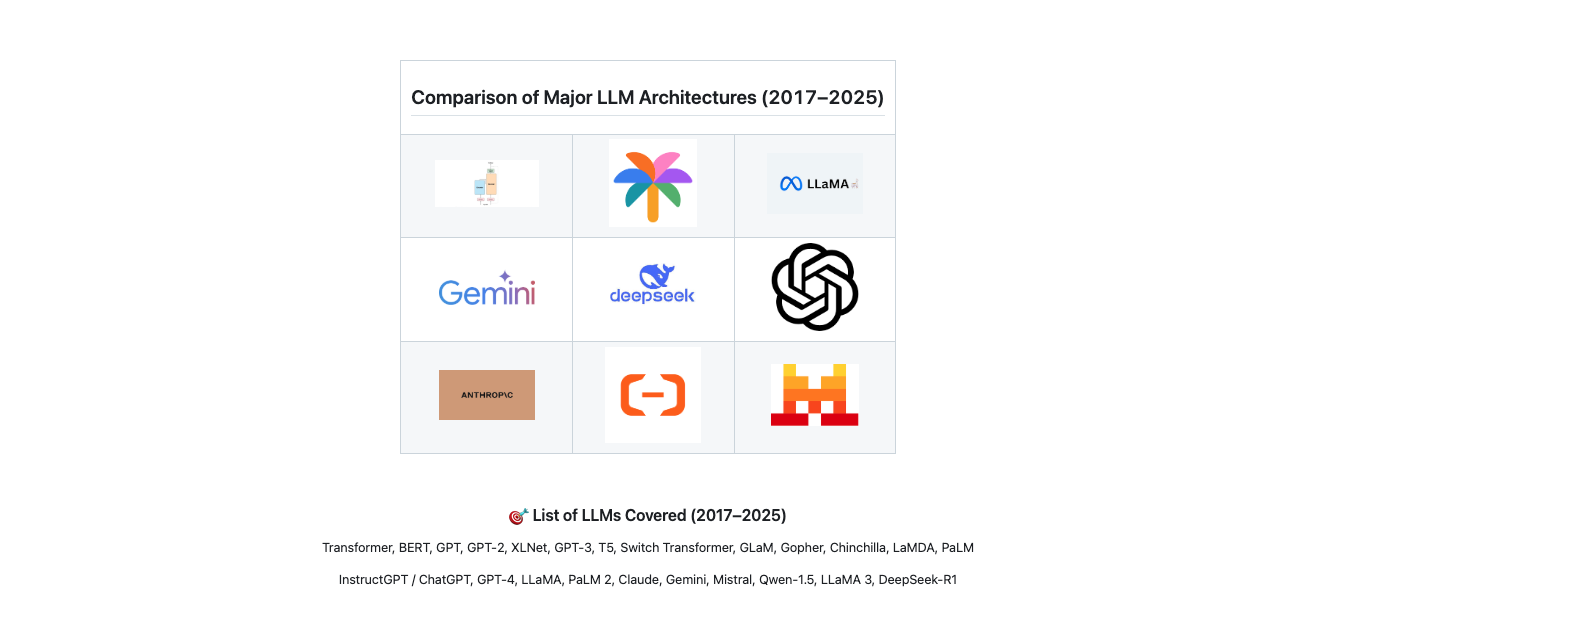 Comparison of Major LLM Architectures (2017–2025)
LLaMA
Gemini
deepseek
ANTHROP\C
List of LLMs Covered (2017–2025)
Transformer, BERT, GPT, GPT-2, XLNet, GPT-3, T5, Switch Transformer, GLaM, Gopher, Chinchilla, LaMDA, PaLM
InstructGPT / ChatGPT, GPT-4, LLaMA, PaLM 2, Claude, Gemini, Mistral, Qwen-1.5, LLaMA 3, DeepSeek-R1